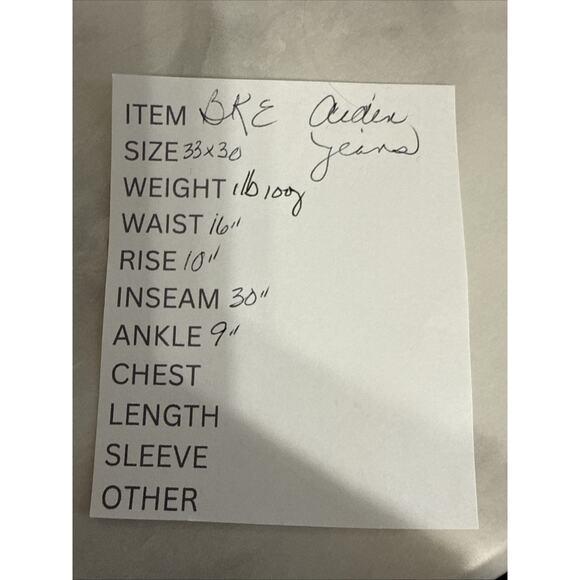 ITEM BKE Aiden
SIZE 33x30 jeans
WEIGHT 1lb 10oz
WAIST 16"
RISE 10"
INSEAM 30"
ANKLE 9"
CHEST
LENGTH
SLEEVE
OTHER